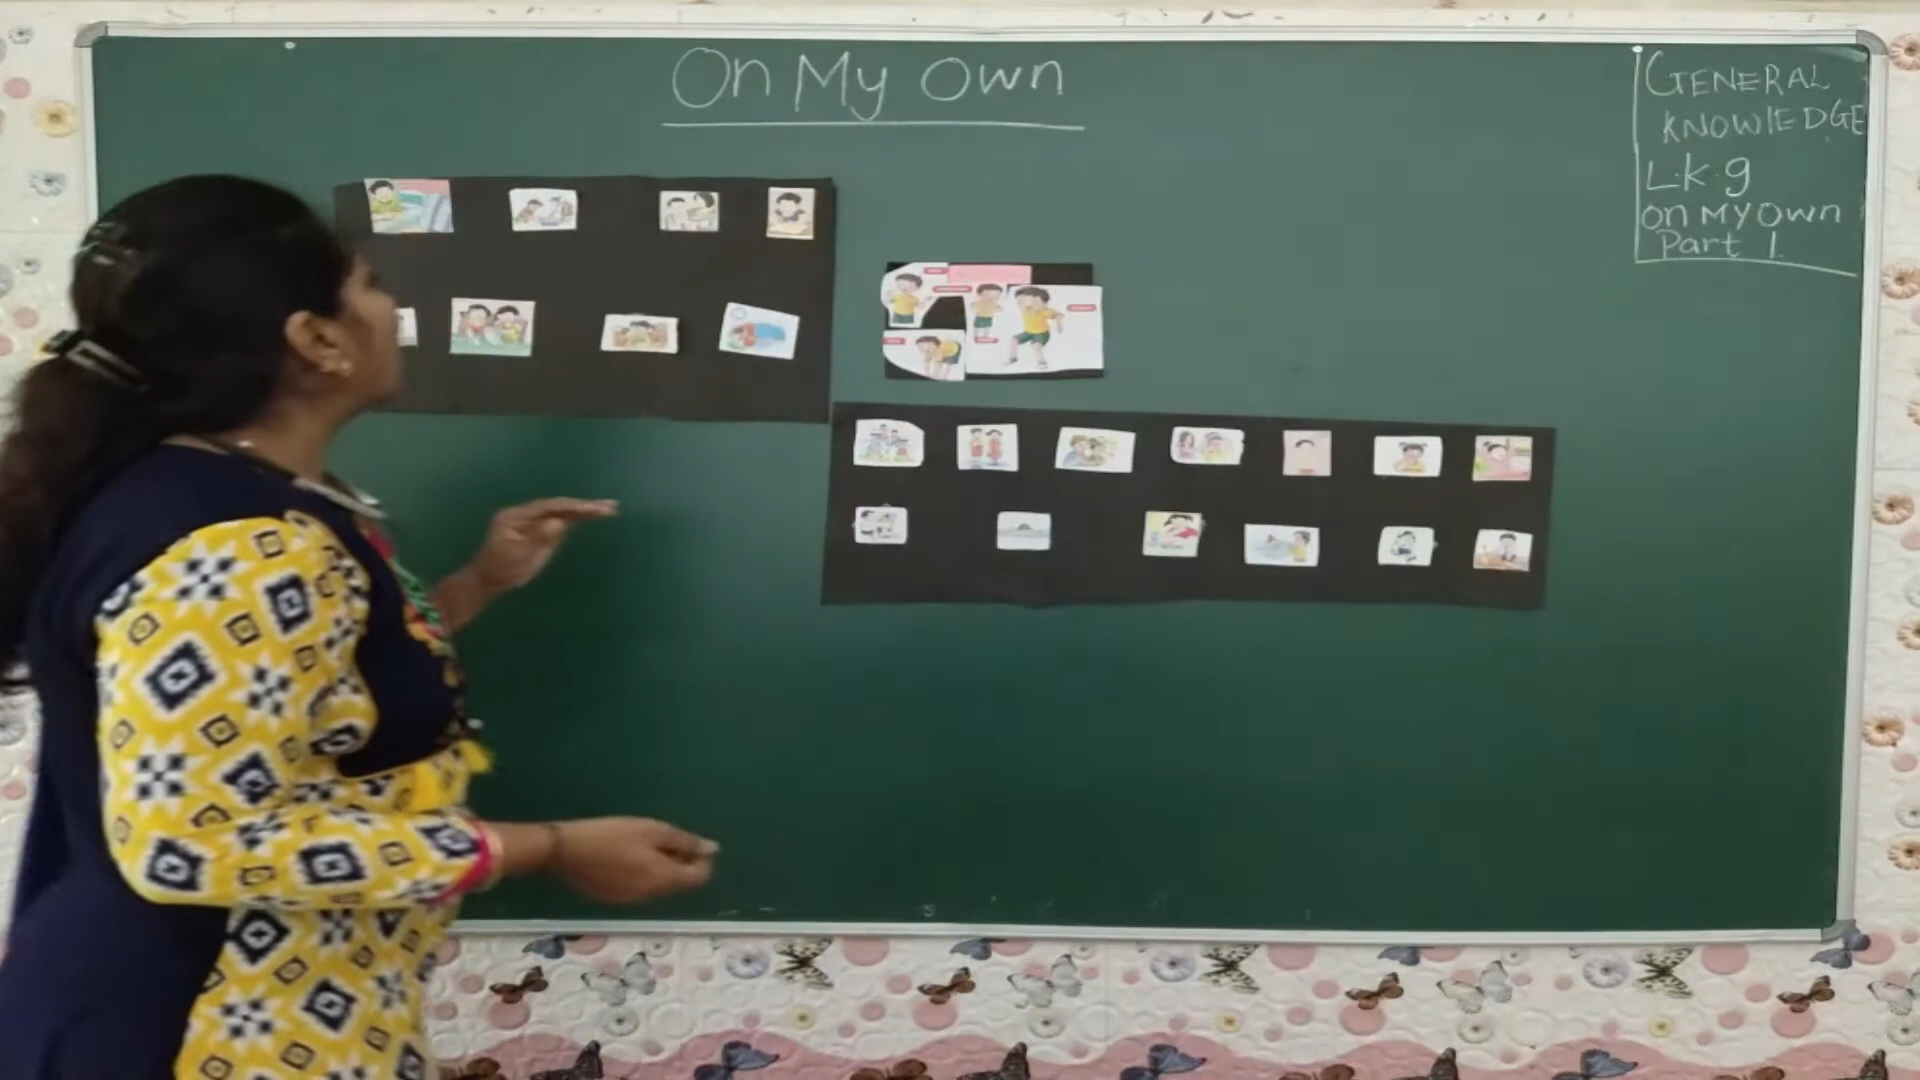 On My Own
GENERAL
KNOWlEDGE
L.K.g
on MY Own
Part 1.